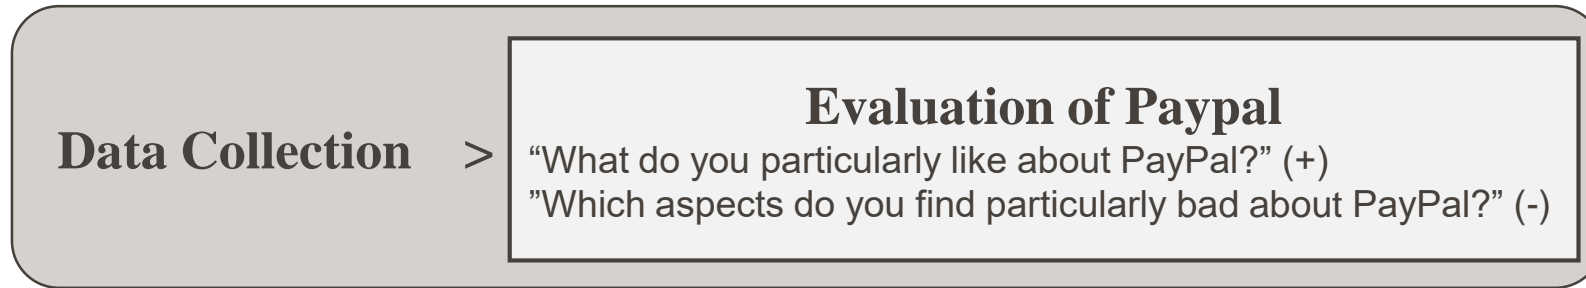 Data Collection >
Evaluation of Paypal
“What do you particularly like about PayPal?” (+)
”Which aspects do you find particularly bad about PayPal?” (-)